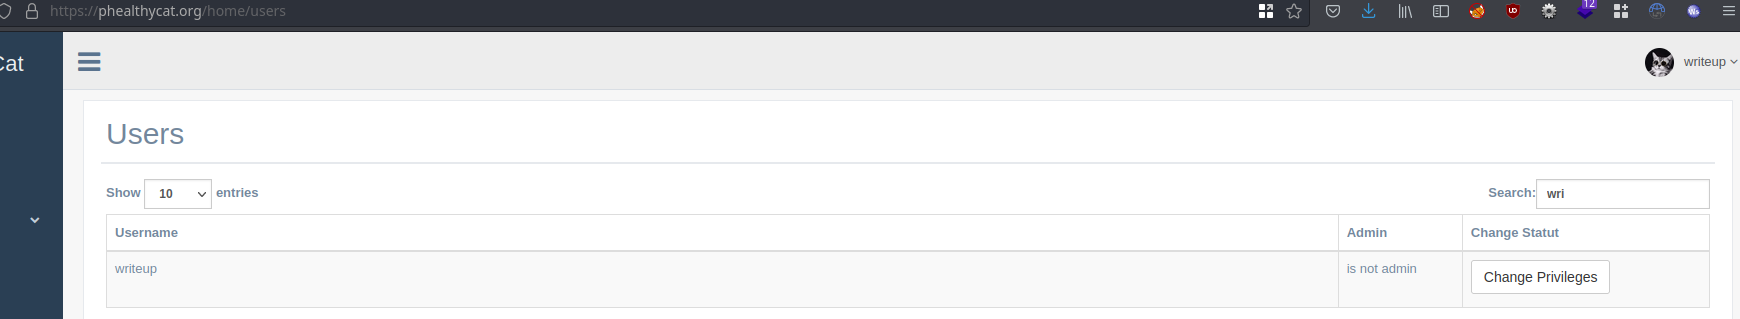 https://phealthycat.org/home/users
12
Cat
writeup
Users
Show 10 entries
Search: wri
Username Admin Change Statut
writeup is not admin Change Privileges